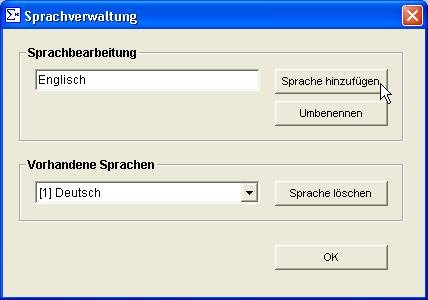 Sprachverwaltung
Sprachbearbeitung
Englisch
Sprache hinzufügen
Umbenennen
Vorhandene Sprachen
[1] Deutsch
Sprache löschen
OK